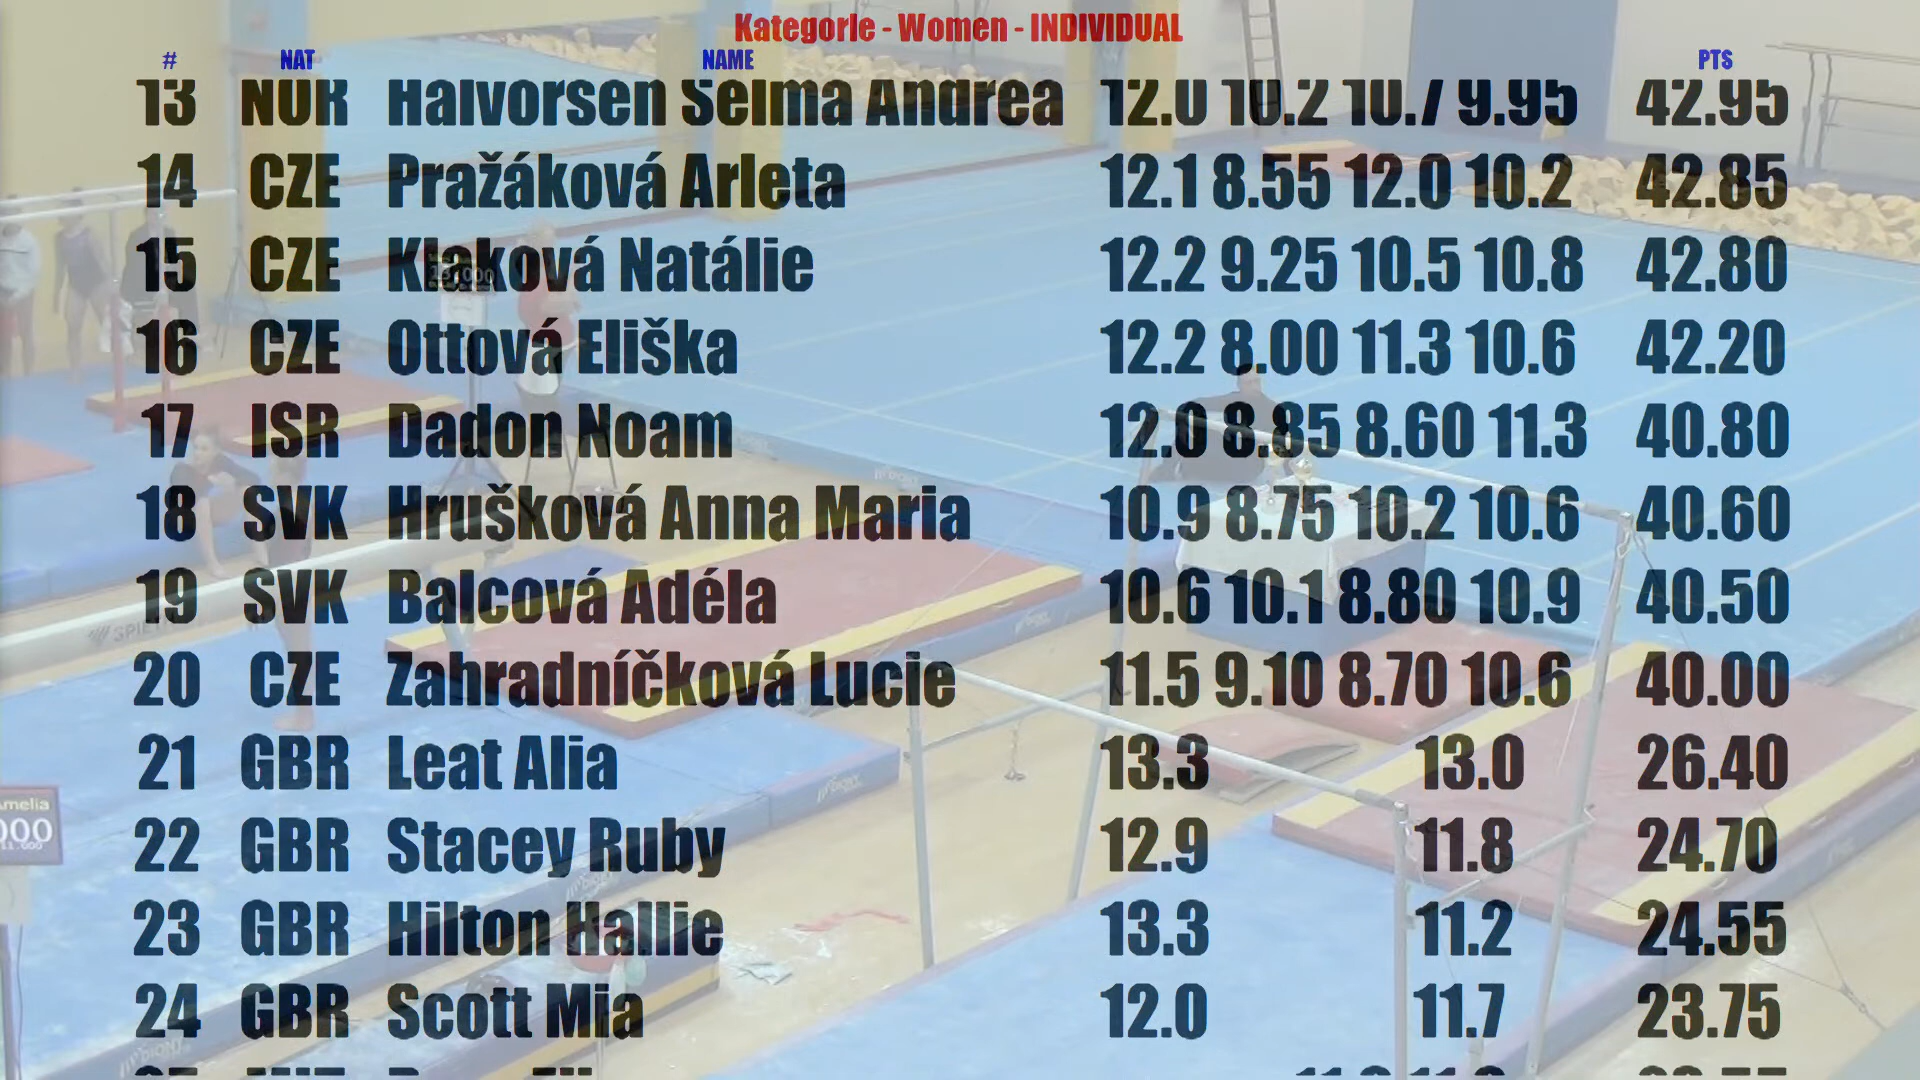 Kategorie - Women - INDIVIDUAL
# NAT NAME PTS
13 NOR Halvorsen Selma Andrea 12.0 10.2 10.7 9.95 42.95
14 CZE Pražáková Arleta 12.1 8.55 12.0 10.2 42.85
15 CZE Klaková Natálie 12.2 9.25 10.5 10.8 42.80
16 CZE Ottová Eliška 12.2 8.00 11.3 10.6 42.20
17 ISR Dadon Noam 12.0 8.85 8.60 11.3 40.80
18 SVK Hrušková Anna Maria 10.9 8.75 10.2 10.6 40.60
19 SVK Balcová Adéla 10.6 10.1 8.80 10.9 40.50
20 CZE Zahradníčková Lucie 11.5 9.10 8.70 10.6 40.00
21 GBR Leat Alia 13.3 13.0 26.40
22 GBR Stacey Ruby 12.9 11.8 24.70
23 GBR Hilton Hallie 13.3 11.2 24.55
24 GBR Scott Mia 12.0 11.7 23.75